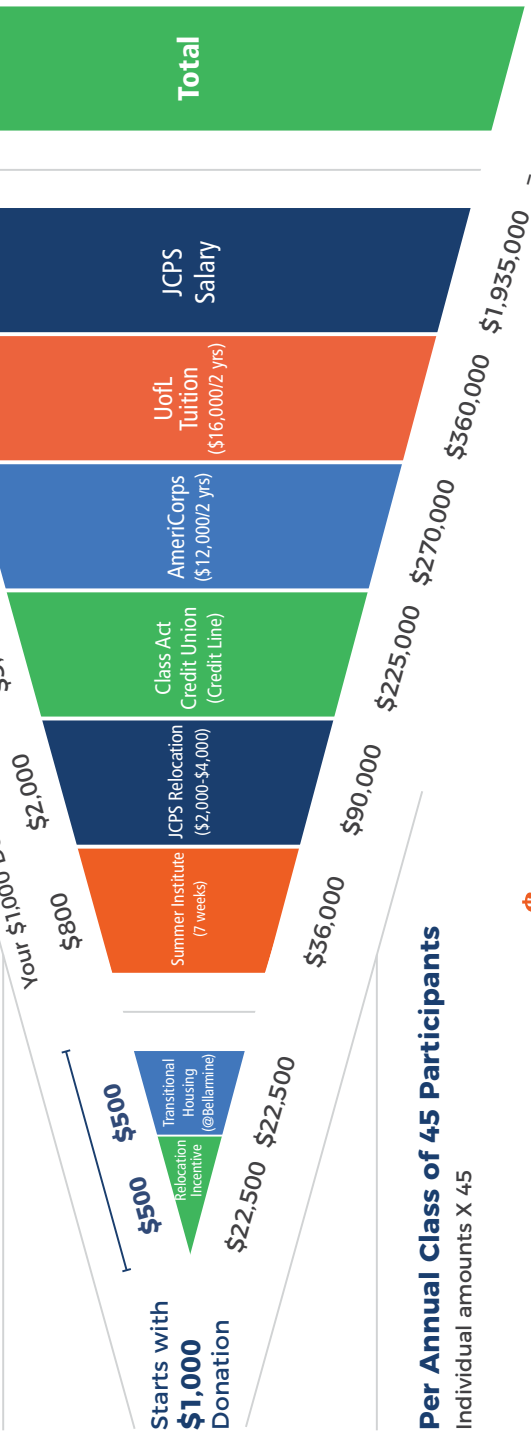 Your $1,000
$800
$2,000
Starts with
$1,000
Donation
$500
$500
Relocation
Incentive
Transitional
Housing
(@Bellarmine)
Summer Institute
(7 weeks)
JCPS Relocation
($2,000-$4,000)
Class Act
Credit Union
(Credit Line)
AmeriCorps
($12,000/2 yrs)
UofL
Tuition
($16,000/2 yrs)
JCPS
Salary
Total
$22,500
$22,500
$36,000
$90,000
$225,000
$270,000
$360,000
$1,935,000
Per Annual Class of 45 Participants
Individual amounts X 45